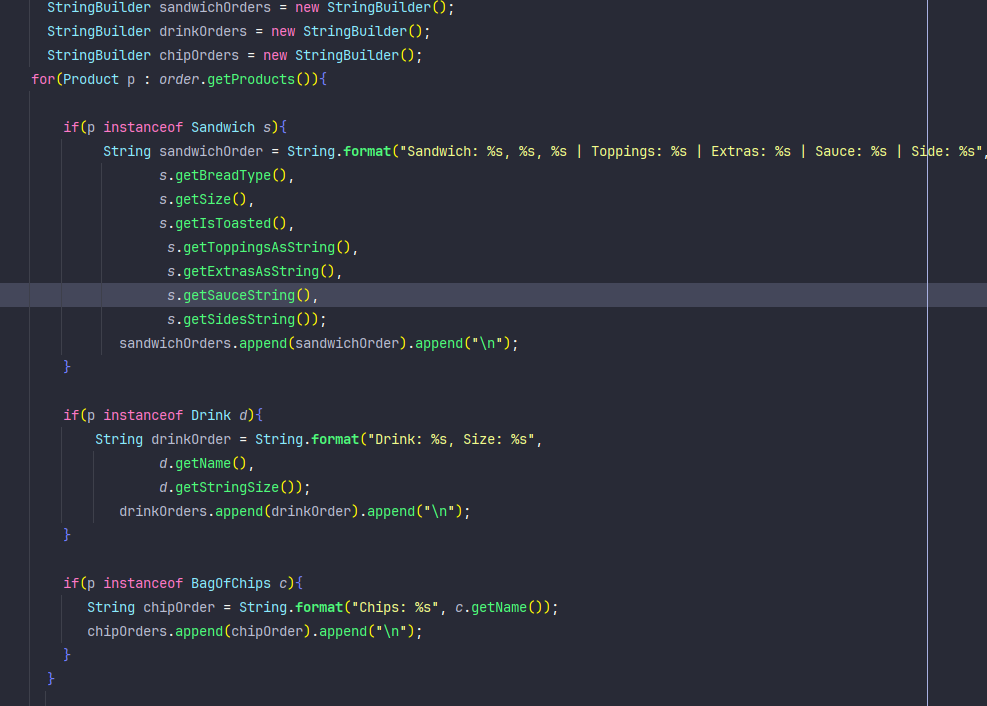 StringBuilder sandwichOrders = new StringBuilder();
StringBuilder drinkOrders = new StringBuilder();
StringBuilder chipOrders = new StringBuilder();
for(Product p : order.getProducts()){
if(p instanceof Sandwich s){
String sandwichOrder = String.format("Sandwich: %s, %s, %s | Toppings: %s | Extras: %s | Sauce: %s | Side: %s",
s.getBreadType(),
s.getSize(),
s.getIsToasted(),
s.getToppingsAsString(),
s.getExtrasAsString(),
s.getSauceString(),
s.getSidesString());
sandwichOrders.append(sandwichOrder).append("\n");
}
if(p instanceof Drink d){
String drinkOrder = String.format("Drink: %s, Size: %s",
d.getName(),
d.getStringSize());
drinkOrders.append(drinkOrder).append("\n");
}
if(p instanceof BagOfChips c){
String chipOrder = String.format("Chips: %s", c.getName());
chipOrders.append(chipOrder).append("\n");
}
}